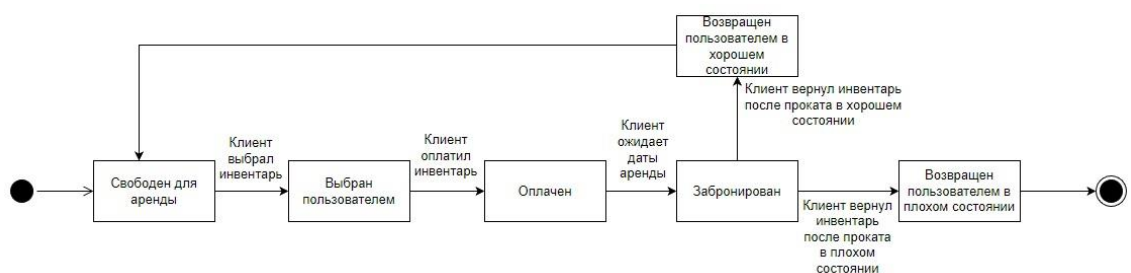 Возвращен
пользователем в
хорошем
состоянии
Клиент вернул инвентарь
после проката в хорошем
состоянии
Клиент
выбрал
инвентарь
Клиент
оплатил
инвентарь
Клиент
ожидает
даты
аренды
Свободен для
аренды
Выбран
пользователем
Оплачен
Забронирован
Возвращен
пользователем в
плохом состоянии
Клиент вернул
инвентарь
после проката
в плохом
состоянии